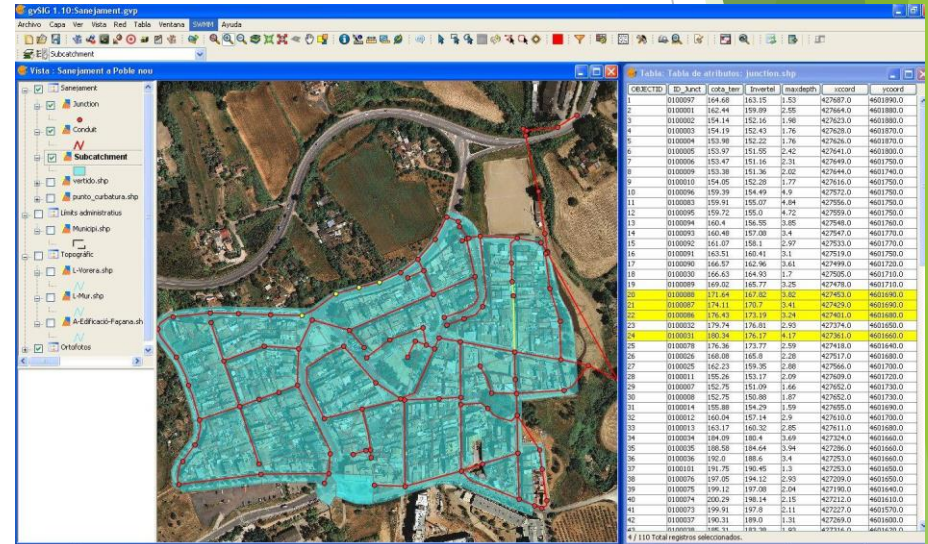 gvSIG 1.10:Sanejament.gvp
Archivo Capa Ver Vista Red Tabla Ventana SWMM Ayuda
Subcatchment
Vista : Sanejament a Poble nou
Sanejament
Junction
Conduit
Subcatchment
vertido.shp
punto_curbatura.shp
Límits administratius
Municipi.shp
Topogràfic
L-Vorera.shp
L-Mur.shp
A-Edificació-Façana.sh
Ortofotos
Tabla: Tabla de atributos: junction.shp
OBJECTID ID_Junct cota_terr Invertel maxdepth xccord yccord
1 0100097 164.68 163.15 1.53 427687.0 4601890.0
2 0100001 162.44 159.89 2.55 427664.0 4601880.0
3 0100002 154.14 152.16 1.98 427623.0 4601880.0
4 0100003 154.19 152.43 1.76 427628.0 4601870.0
5 0100004 153.98 152.22 1.76 427626.0 4601870.0
6 0100005 153.97 151.55 2.42 427641.0 4601800.0
7 0100006 153.47 151.16 2.31 427649.0 4601750.0
8 0100009 153.38 151.36 2.02 427644.0 4601740.0
9 0100010 154.05 152.28 1.77 427616.0 4601750.0
10 0100096 159.39 154.49 4.9 427572.0 4601750.0
11 0100083 159.91 155.07 4.84 427556.0 4601750.0
12 0100095 159.72 155.0 4.72 427559.0 4601750.0
13 0100094 160.4 156.55 3.85 427548.0 4601760.0
14 0100093 160.48 157.08 3.4 427547.0 4601770.0
15 0100092 161.07 158.1 2.97 427533.0 4601770.0
16 0100091 163.51 160.41 3.1 427519.0 4601750.0
17 0100090 166.57 162.96 3.61 427499.0 4601720.0
18 0100030 166.63 164.93 1.7 427505.0 4601710.0
19 0100089 169.02 165.77 3.25 427478.0 4601710.0
20 0100088 171.64 167.82 3.82 427453.0 4601690.0
21 0100087 174.11 170.7 3.41 427429.0 4601690.0
22 0100086 176.43 173.19 3.24 427401.0 4601680.0
23 0100032 179.74 176.81 2.93 427374.0 4601650.0
24 0100031 180.34 176.17 4.17 427361.0 4601660.0
25 0100078 176.36 173.77 2.59 427418.0 4601640.0
26 0100026 168.08 165.8 2.28 427517.0 4601680.0
27 0100025 162.23 159.35 2.88 427566.0 4601700.0
28 0100011 155.26 153.17 2.09 427609.0 4601720.0
29 0100007 152.75 151.09 1.66 427652.0 4601730.0
30 0100008 152.75 150.88 1.87 427652.0 4601730.0
31 0100014 155.88 154.29 1.59 427655.0 4601690.0
32 0100012 160.04 157.14 2.9 427610.0 4601700.0
33 0100013 163.17 160.32 2.85 427611.0 4601680.0
34 0100034 184.09 180.4 3.69 427324.0 4601660.0
35 0100035 188.58 184.64 3.94 427286.0 4601660.0
36 0100036 192.0 188.6 3.4 427253.0 4601660.0
37 0100101 191.75 190.45 1.3 427253.0 4601650.0
38 0100076 197.05 194.12 2.93 427209.0 4601650.0
39 0100075 199.12 197.08 2.04 427190.0 4601640.0
40 0100074 200.29 198.14 2.15 427212.0 4601610.0
41 0100073 199.91 197.8 2.11 427227.0 4601570.0
42 0100037 190.31 189.0 1.31 427269.0 4601600.0
4 / 110 Total registros seleccionados.